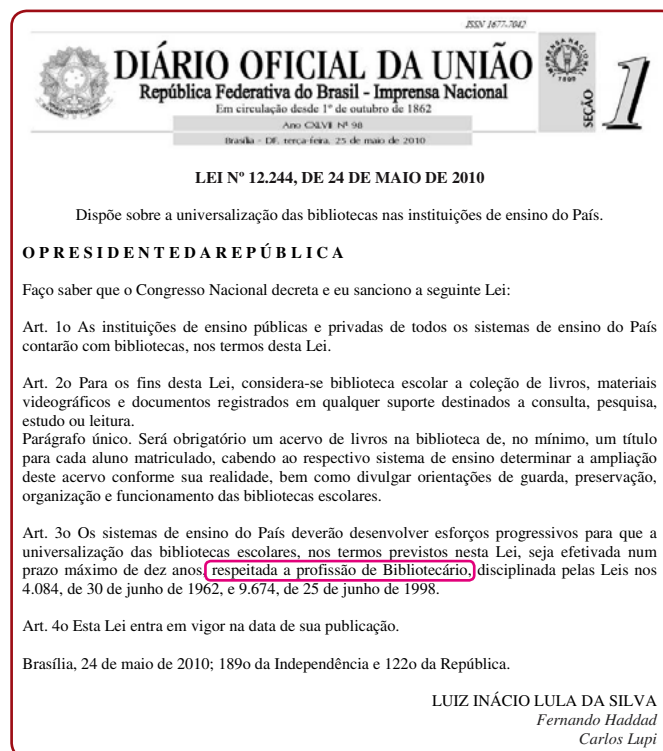 ISSN 1677-7042
DIÁRIO OFICIAL DA UNIÃO
República Federativa do Brasil - Imprensa Nacional
Em circulação desde 1º de outubro de 1862
Ano CXLVII Nº 98
Brasília - DF, terça-feira, 25 de maio de 2010
IMPRENSA NACIONAL
1808
SEÇÃO
1
LEI Nº 12.244, DE 24 DE MAIO DE 2010
Dispõe sobre a universalização das bibliotecas nas instituições de ensino do País.
O P R E S I D E N T E D A R E P Ú B L I C A
Faço saber que o Congresso Nacional decreta e eu sanciono a seguinte Lei:
Art. 1o As instituições de ensino públicas e privadas de todos os sistemas de ensino do País
contarão com bibliotecas, nos termos desta Lei.
Art. 2o Para os fins desta Lei, considera-se biblioteca escolar a coleção de livros, materiais
videográficos e documentos registrados em qualquer suporte destinados a consulta, pesquisa,
estudo ou leitura.
Parágrafo único. Será obrigatório um acervo de livros na biblioteca de, no mínimo, um título
para cada aluno matriculado, cabendo ao respectivo sistema de ensino determinar a ampliação
deste acervo conforme sua realidade, bem como divulgar orientações de guarda, preservação,
organização e funcionamento das bibliotecas escolares.
Art. 3o Os sistemas de ensino do País deverão desenvolver esforços progressivos para que a
universalização das bibliotecas escolares, nos termos previstos nesta Lei, seja efetivada num
prazo máximo de dez anos, respeitada a profissão de Bibliotecário, disciplinada pelas Leis nos
4.084, de 30 de junho de 1962, e 9.674, de 25 de junho de 1998.
Art. 4o Esta Lei entra em vigor na data de sua publicação.
Brasília, 24 de maio de 2010; 189o da Independência e 122o da República.
LUIZ INÁCIO LULA DA SILVA
Fernando Haddad
Carlos Lupi